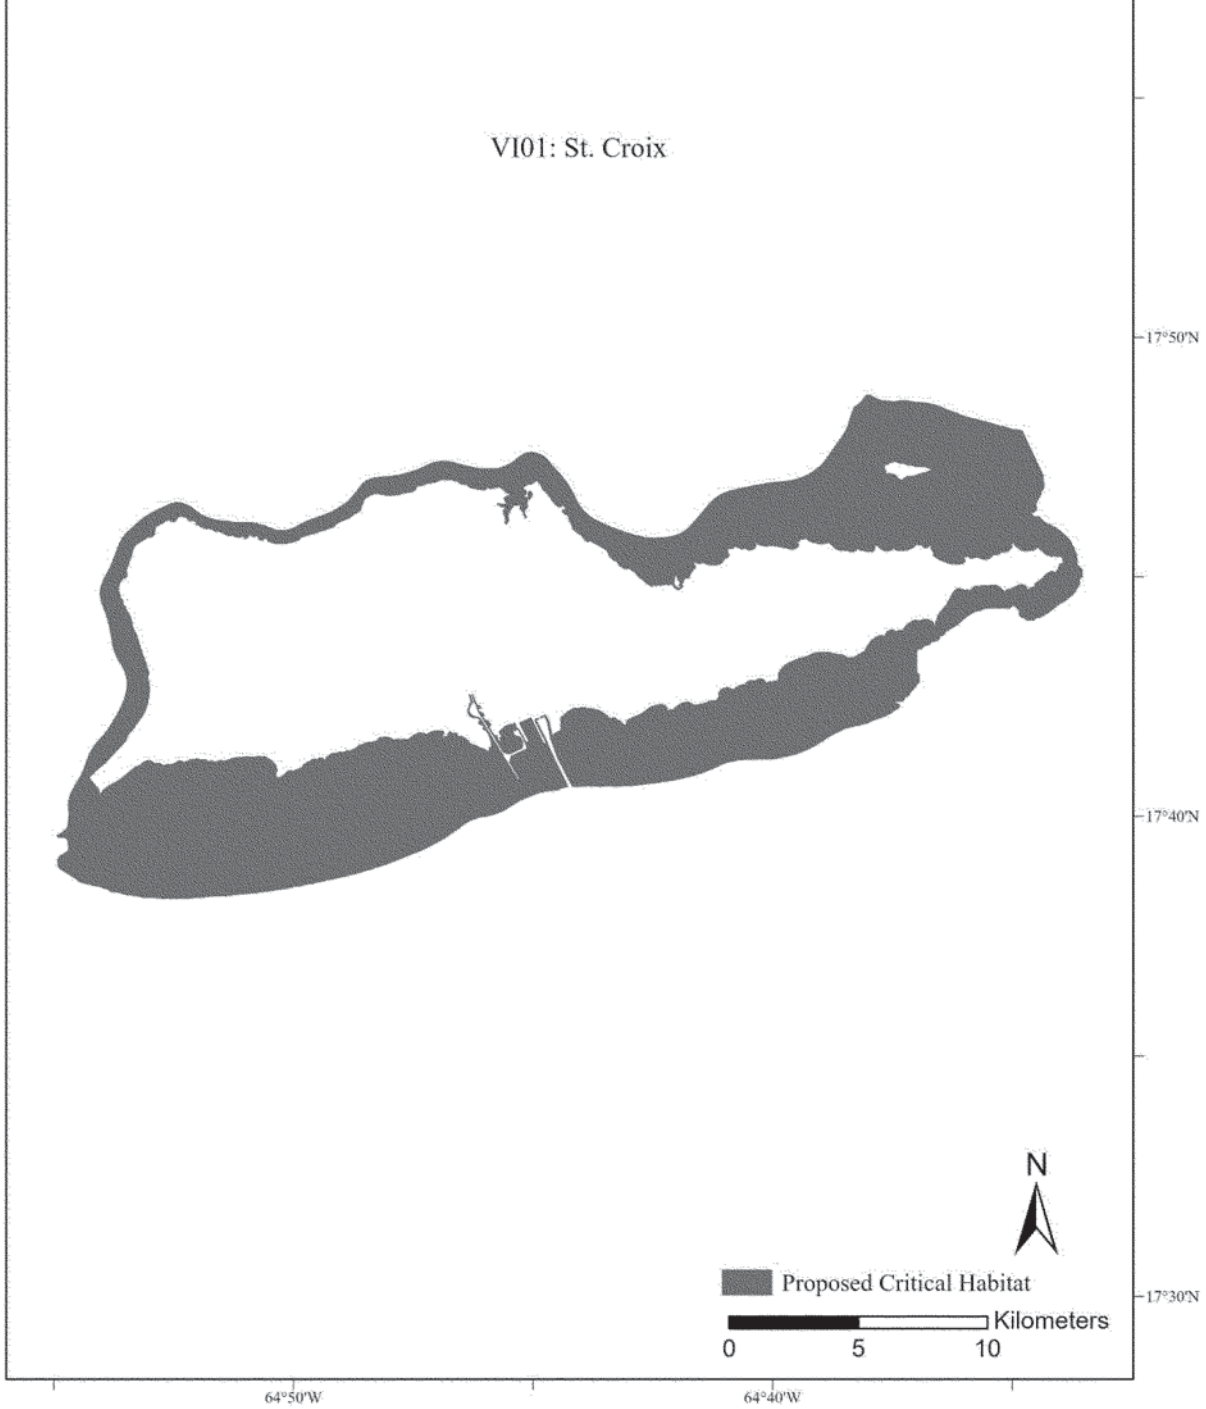 VI01: St. Croix
17°50'N
17°40'N
N
Proposed Critical Habitat
17°30'N
Kilometers
0 5 10
64°50'W 64°40'W